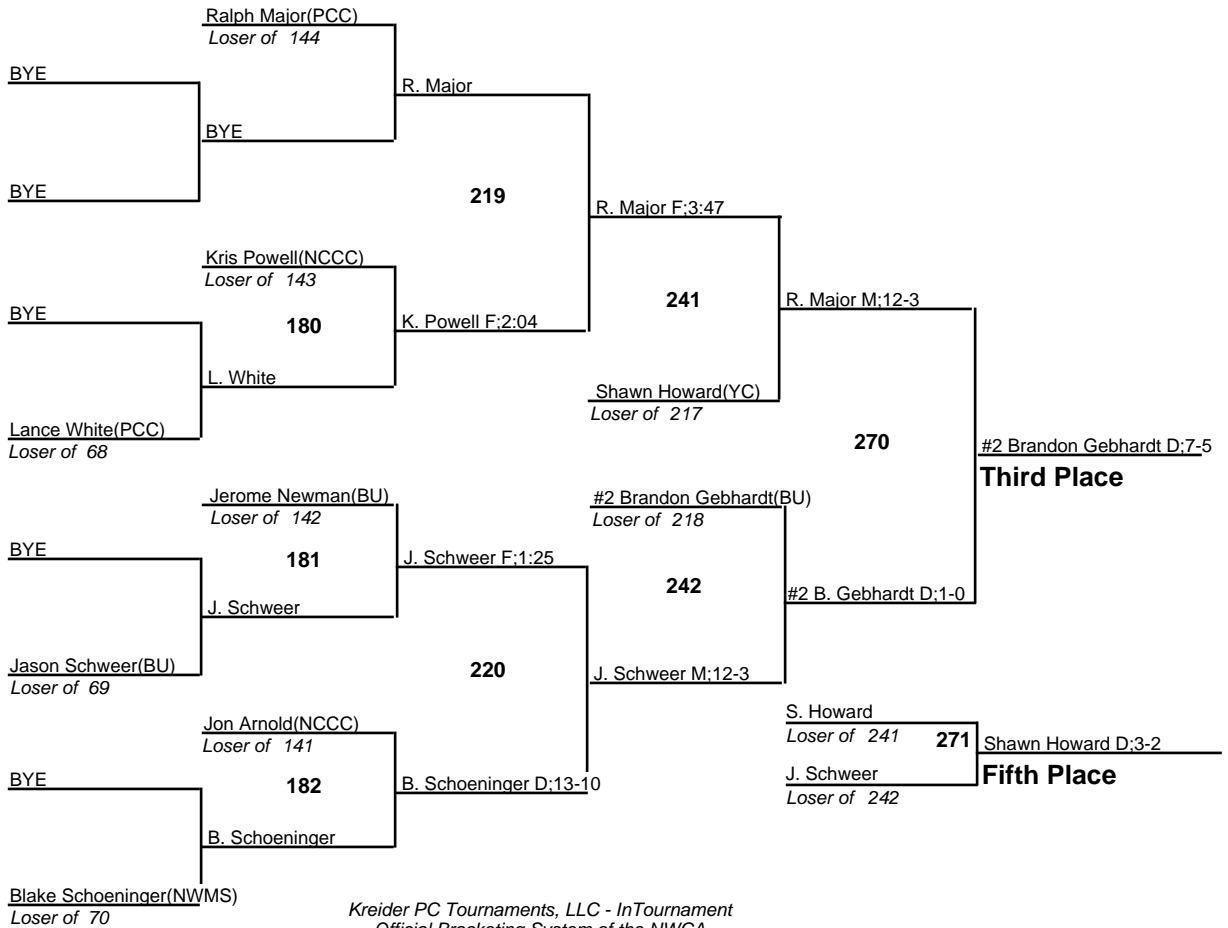 Ralph Major(PCC)
Loser of 144
BYE
R. Major
BYE
BYE
219
R. Major F;3:47
Kris Powell(NCCC)
Loser of 143
BYE
180
K. Powell F;2:04
241
R. Major M;12-3
L. White
Shawn Howard(YC)
Loser of 217
Lance White(PCC)
Loser of 68
270
#2 Brandon Gebhardt D;7-5
Third Place
Jerome Newman(BU)
Loser of 142
#2 Brandon Gebhardt(BU)
Loser of 218
BYE
181
J. Schweer F;1:25
242
#2 B. Gebhardt D;1-0
J. Schweer
Jason Schweer(BU)
Loser of 69
220
J. Schweer M;12-3
Jon Arnold(NCCC)
Loser of 141
S. Howard
Loser of 241
271
Shawn Howard D;3-2
Fifth Place
J. Schweer
Loser of 242
BYE
182
B. Schoeninger D;13-10
B. Schoeninger
Blake Schoeninger(NWMS)
Loser of 70
Kreider PC Tournaments, LLC - InTournament
Official Bracketing System of the NWCA